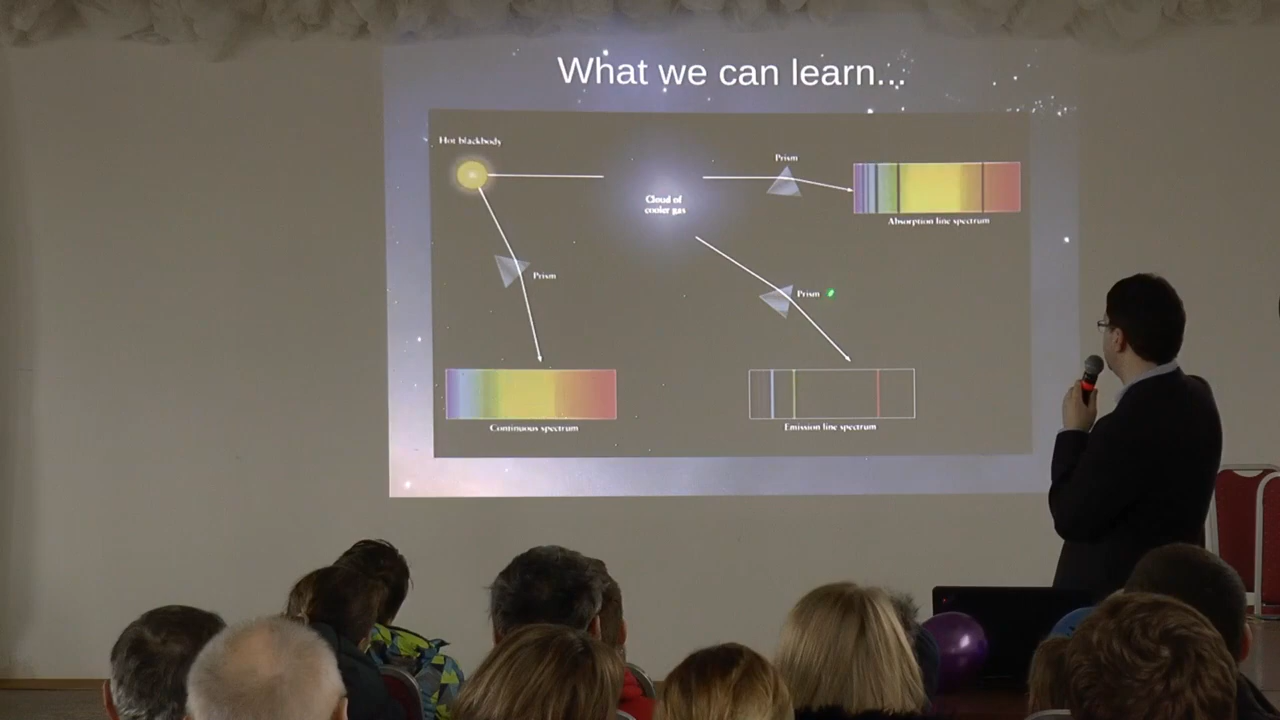 What we can learn...
Hot blackbody
Prism
Cloud of
cooler gas
Absorption line spectrum
Prism
Prism
Continuous spectrum
Emission line spectrum